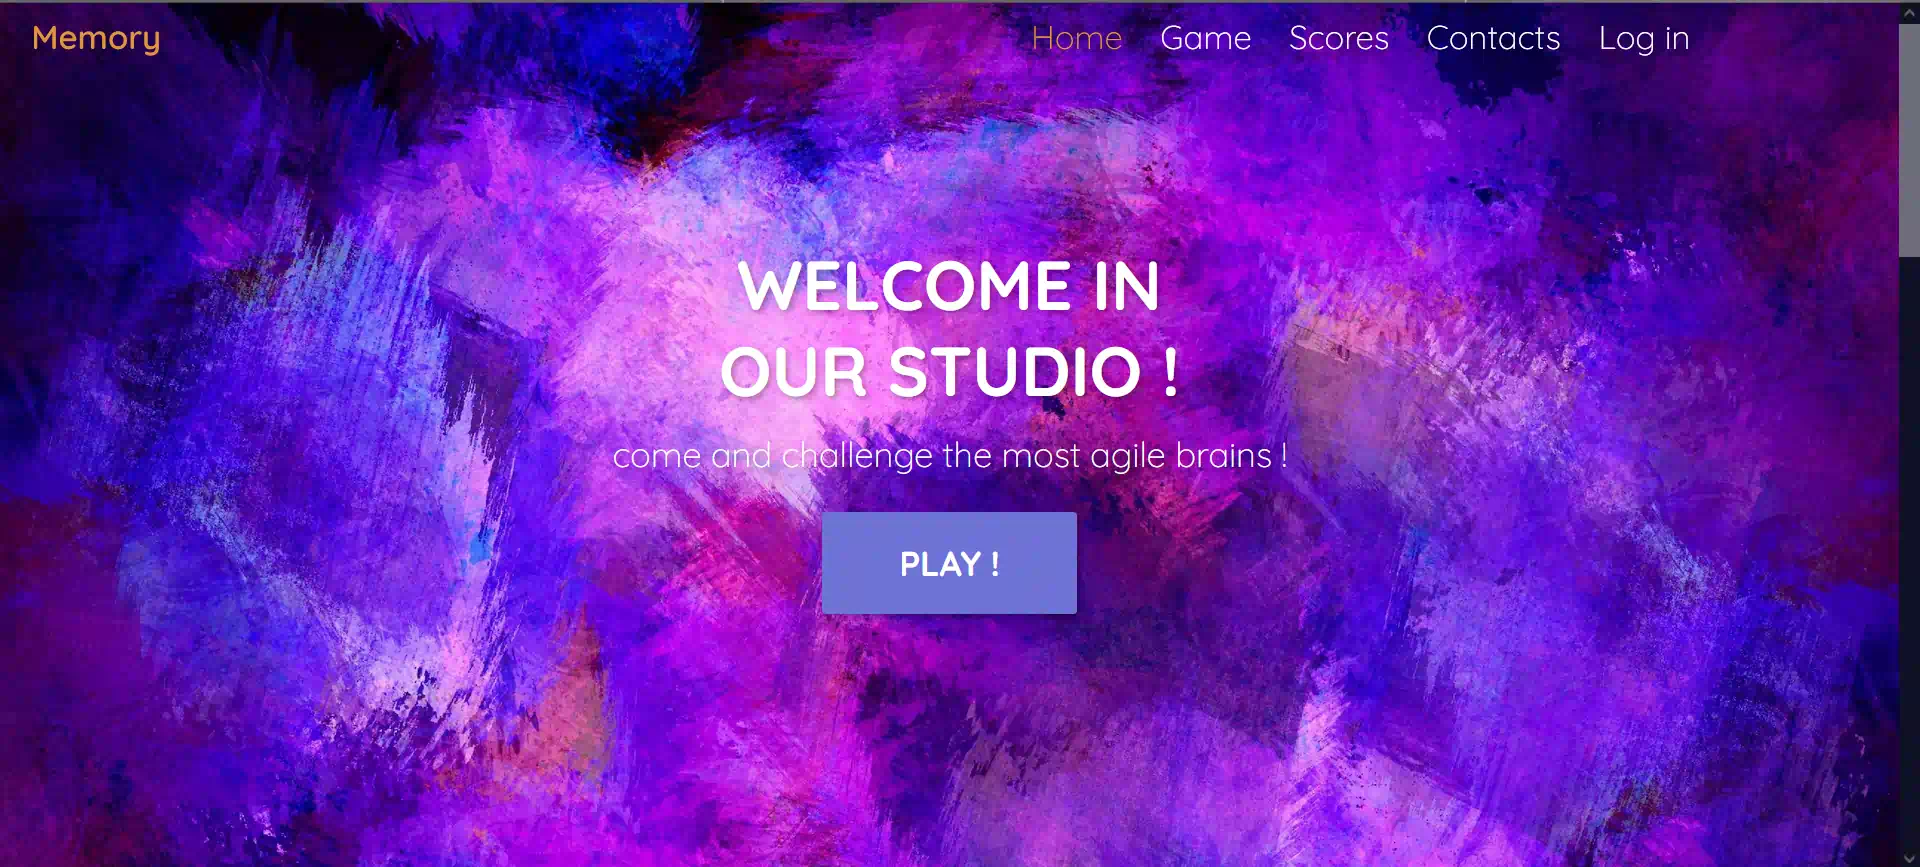 Memory
Home Game Scores Contacts Log in
WELCOME IN
OUR STUDIO !
come and challenge the most agile brains !
PLAY !